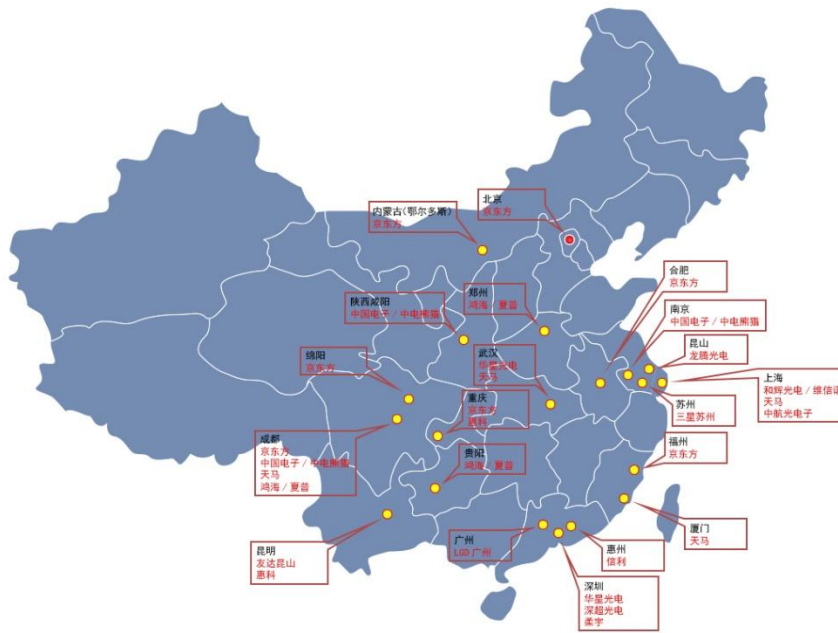 北京
京东方
内蒙古(鄂尔多斯)
京东方
合肥
京东方
陕西咸阳
中国电子 / 中电熊猫
郑州
鸿海 / 夏普
南京
中国电子 / 中电熊猫
昆山
龙腾光电
绵阳
京东方
武汉
华星光电
天马
上海
和辉光电 / 维信诺
天马
中航光电子
重庆
京东方
惠科
苏州
三星苏州
成都
京东方
中国电子 / 中电熊猫
天马
鸿海 / 夏普
贵阳
鸿海 / 夏普
福州
京东方
厦门
天马
昆明
友达昆山
惠科
广州
LGD 广州
惠州
信利
深圳
华星光电
深超光电
柔宇